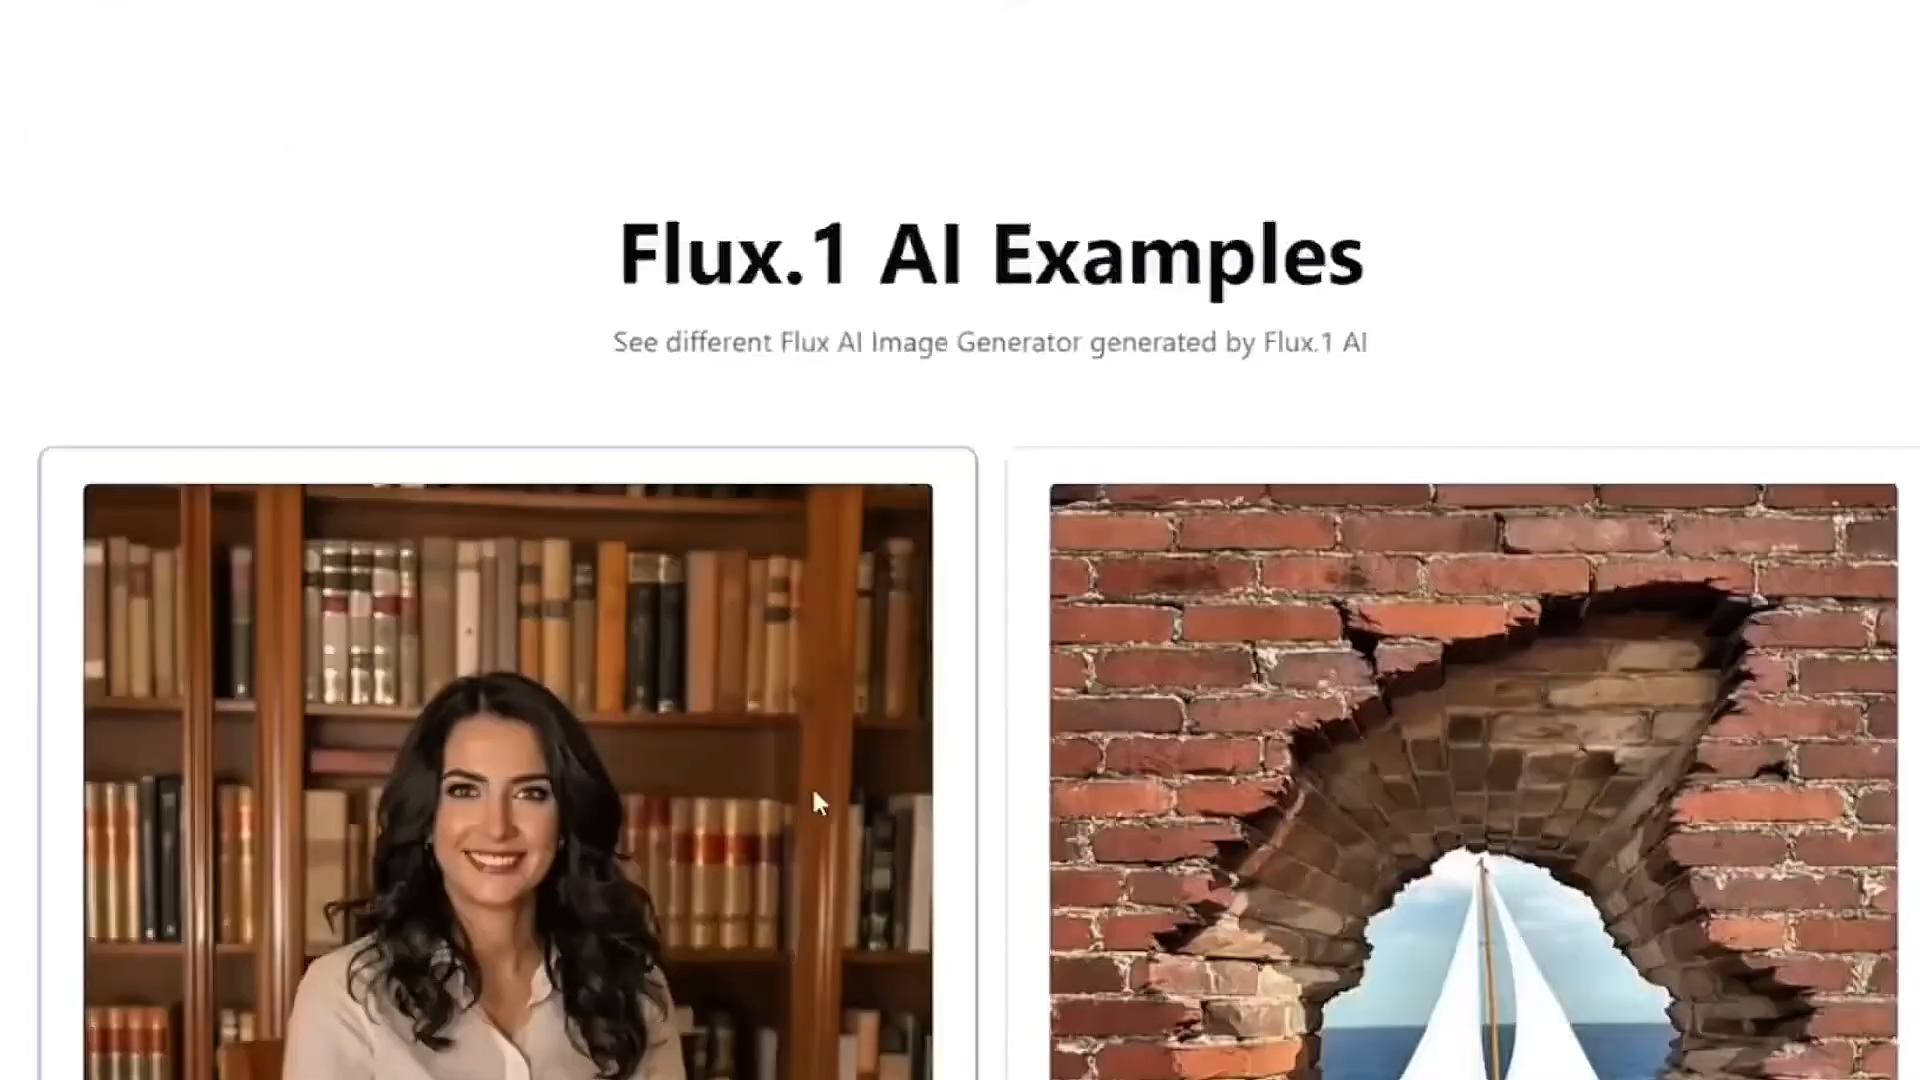 Flux.1 AI Examples
See different Flux AI Image Generator generated by Flux.1 AI